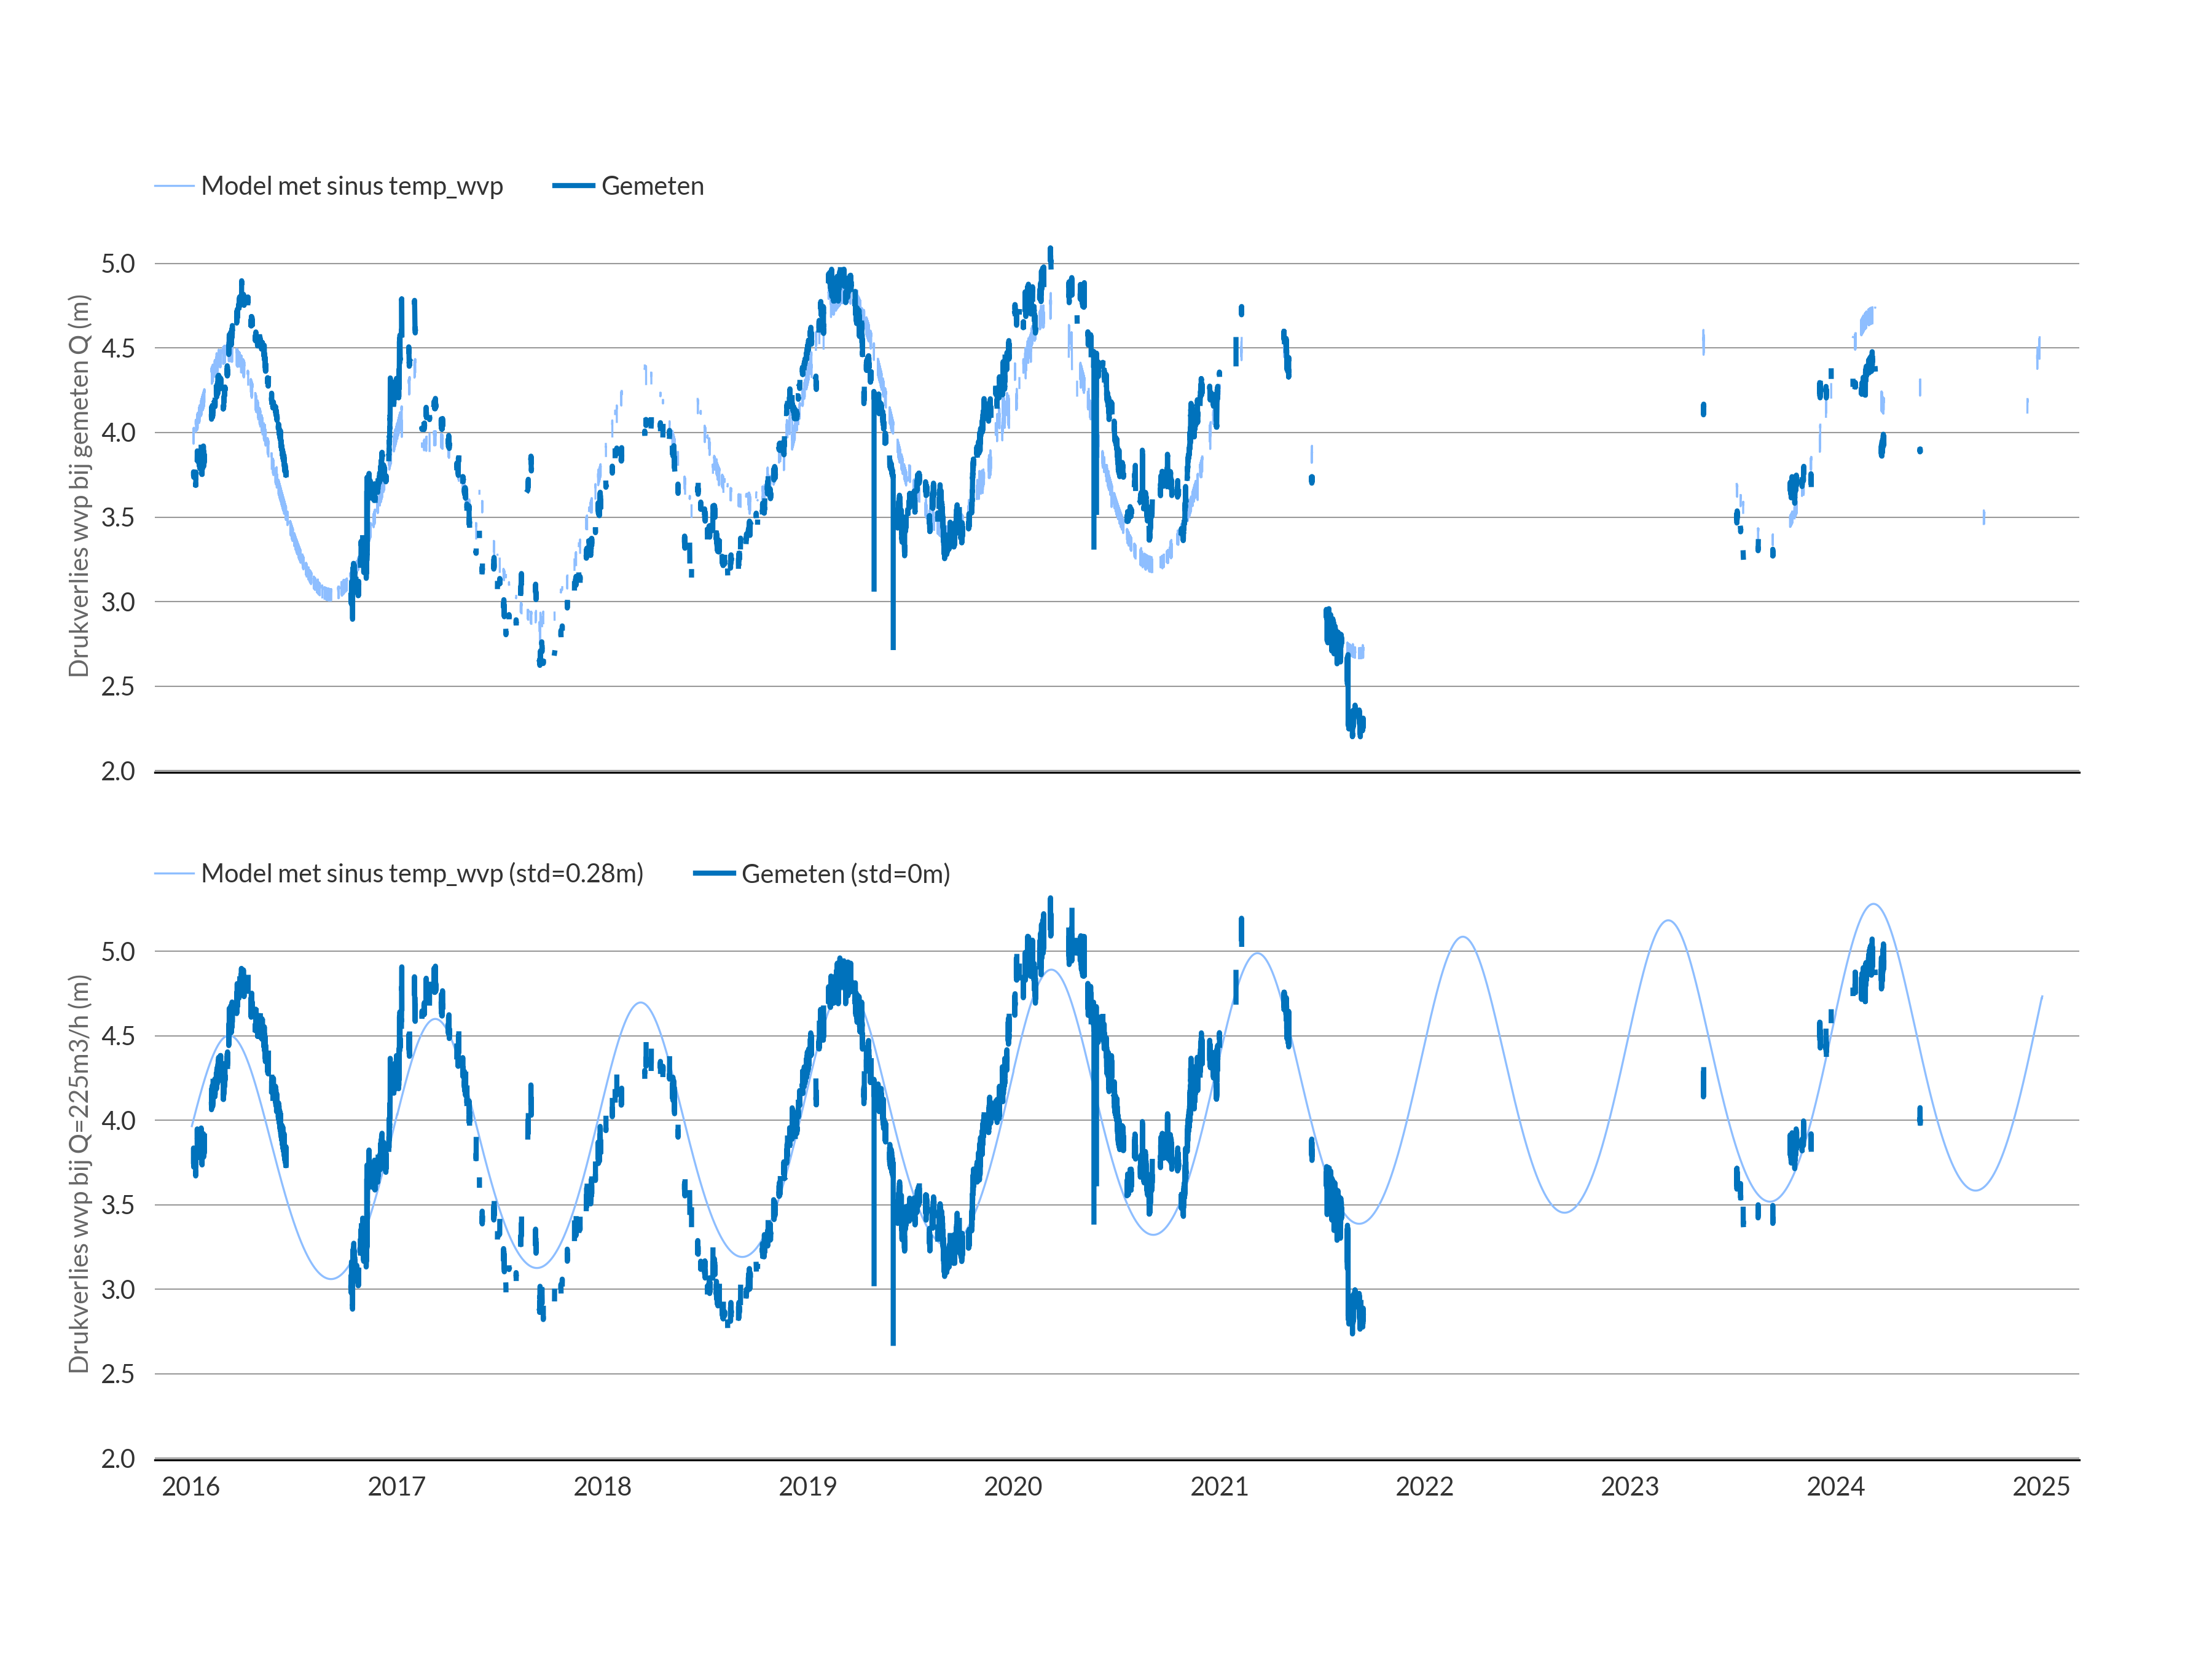 Model met sinus temp_wvp Gemeten
Drukverlies wvp bij gemeten Q (m)
5.0
4.5
4.0
3.5
3.0
2.5
2.0
Model met sinus temp_wvp (std=0.28m) Gemeten (std=0m)
Drukverlies wvp bij Q=225m3/h (m)
5.0
4.5
4.0
3.5
3.0
2.5
2.0
2016 2017 2018 2019 2020 2021 2022 2023 2024 2025